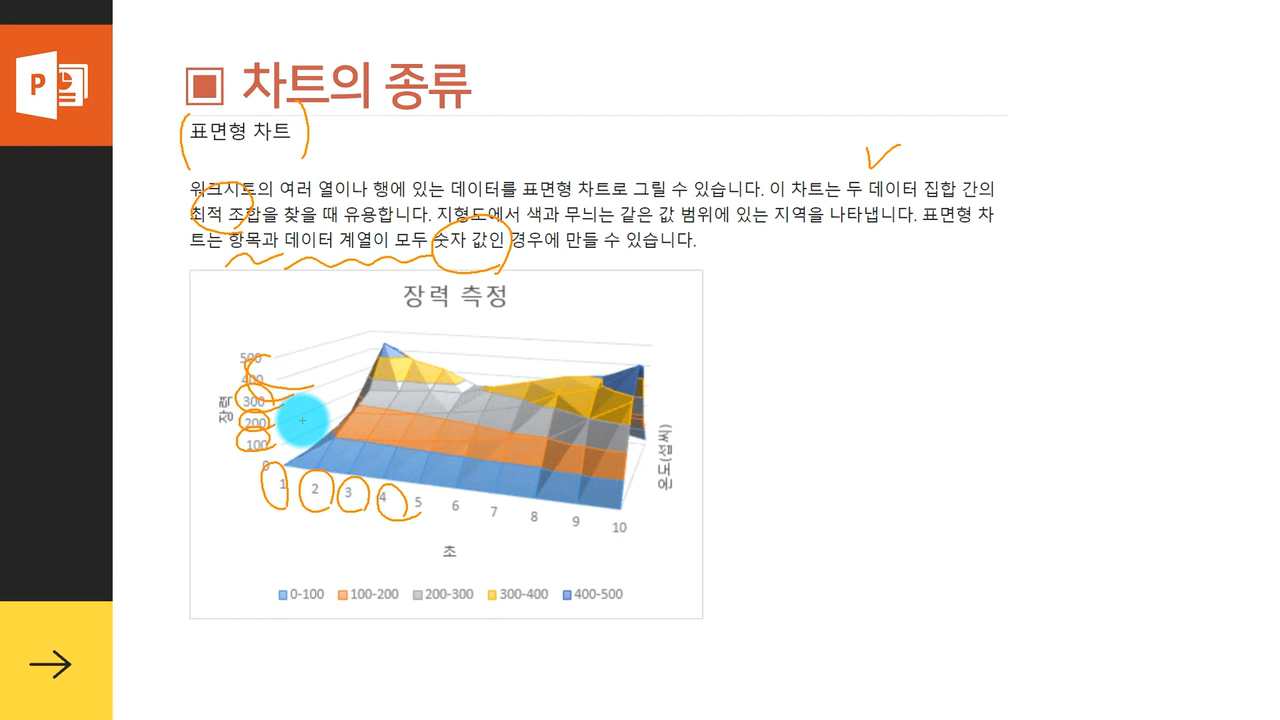 P
차트의 종류
표면형 차트
워크시트의 여러 열이나 행에 있는 데이터를 표면형 차트로 그릴 수 있습니다. 이 차트는 두 데이터 집합 간의
최적 조합을 찾을 때 유용합니다. 지형도에서 색과 무늬는 같은 값 범위에 있는 지역을 나타냅니다. 표면형 차
트는 항목과 데이터 계열이 모두 숫자 값인 경우에 만들 수 있습니다.
장력 측정
500
400
300
200
100
0
장력
1 2 3 4 5 6 7 8 9 10
초
온도(섭씨)
0-100 100-200 200-300 300-400 400-500